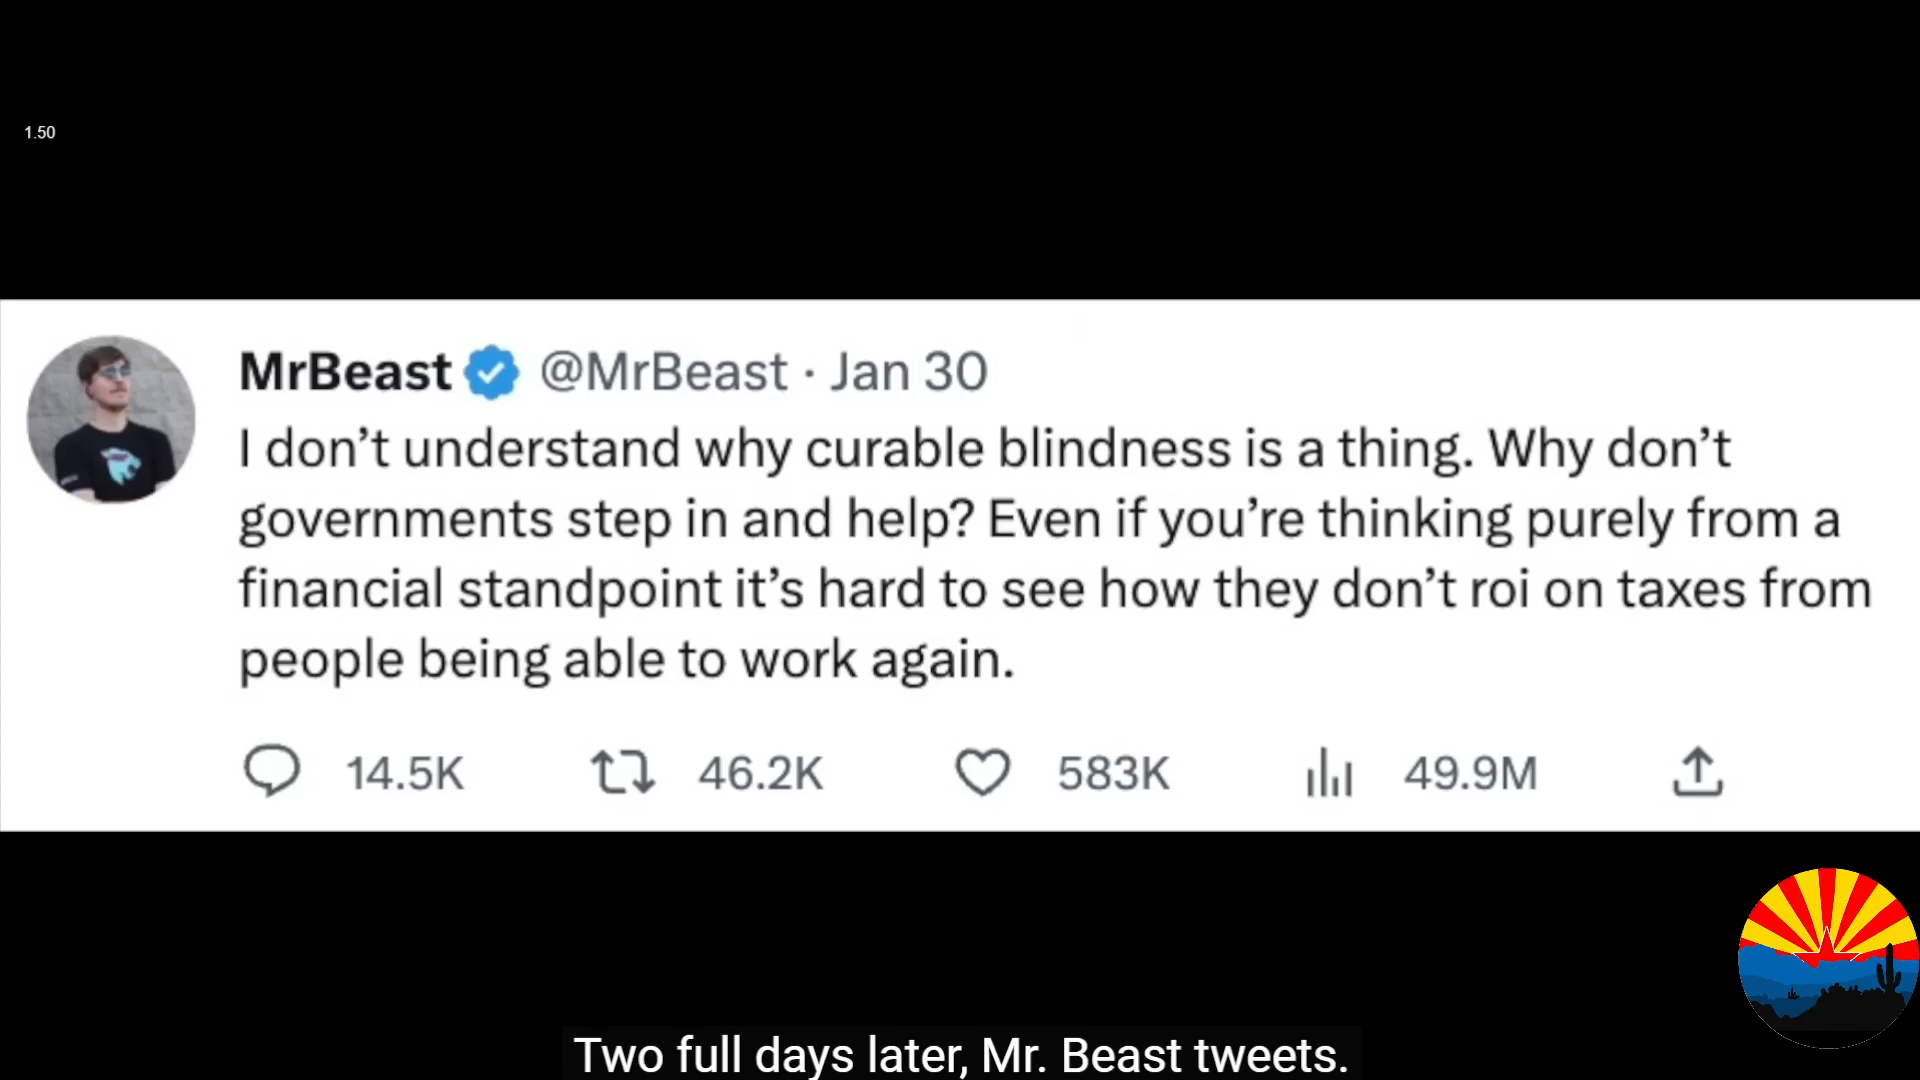 1.50
MrBeast @MrBeast · Jan 30
I don’t understand why curable blindness is a thing. Why don’t
governments step in and help? Even if you’re thinking purely from a
financial standpoint it’s hard to see how they don’t roi on taxes from
people being able to work again.
14.5K 46.2K 583K 49.9M
Two full days later, Mr. Beast tweets.